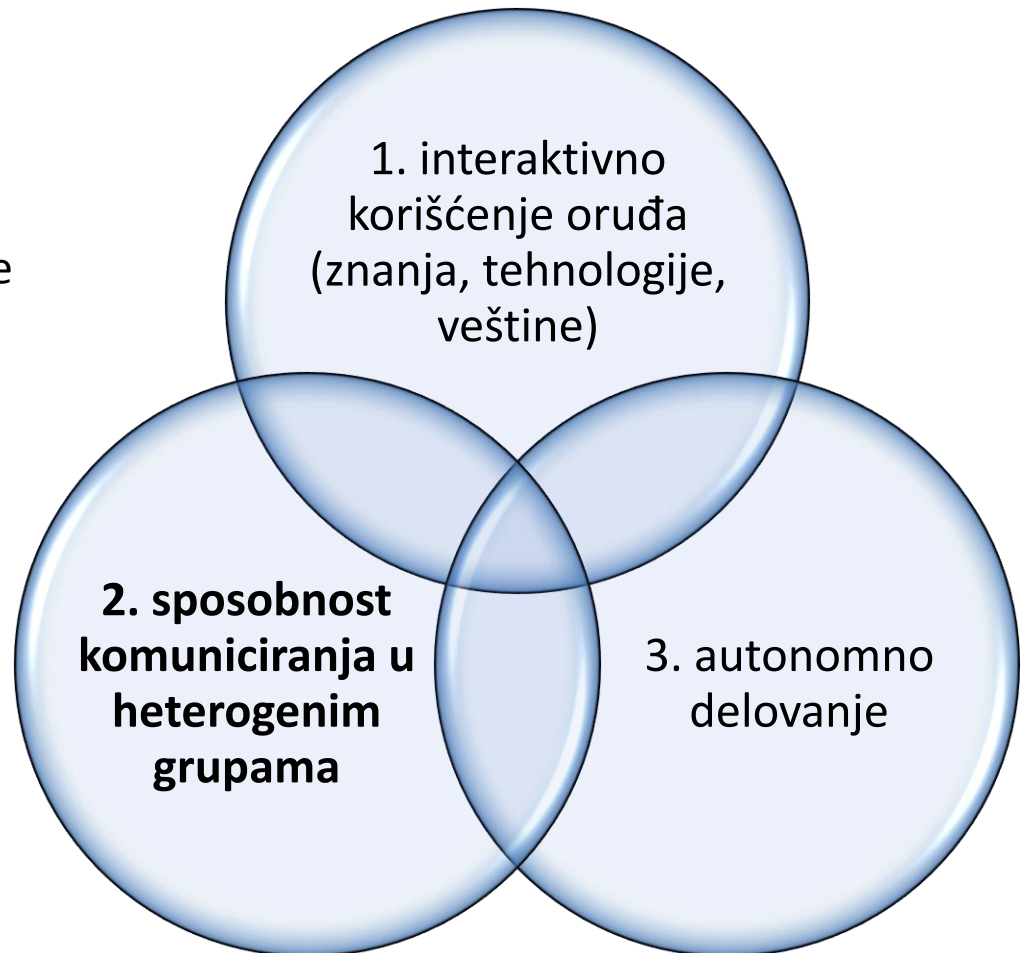 1. interaktivno
korišćenje oruđa
(znanja, tehnologije,
veštine)
e
2. sposobnost
komuniciranja u
heterogenim
grupama
3. autonomno
delovanje